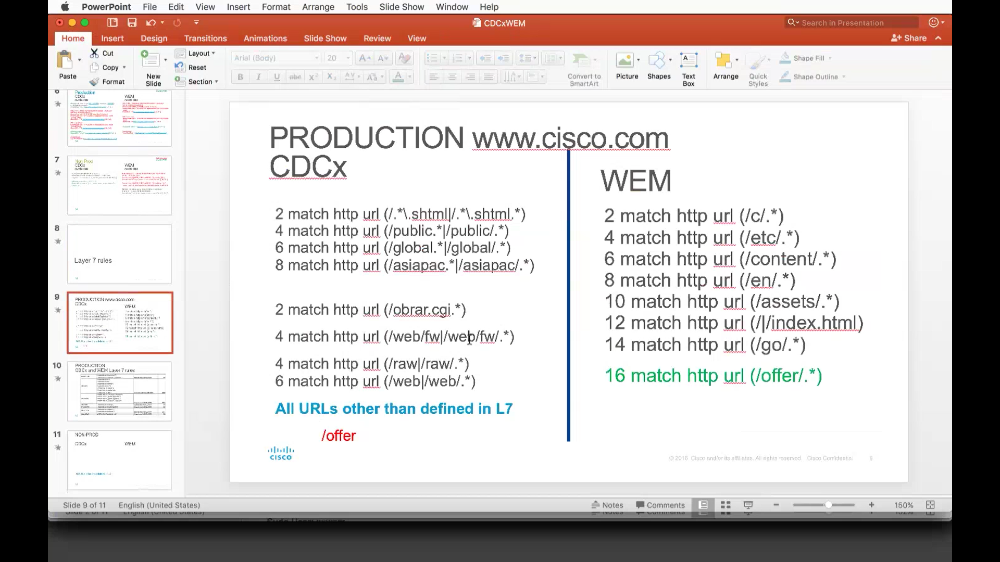 PowerPoint File Edit View Insert Format Arrange Tools Slide Show Window Help
CDCxWEM
Search in Presentation
Home Insert Design Transitions Animations Slide Show Review View
Share
Paste
Cut
Copy
Format
New Slide
Layout
Reset
Section
Arial (Body) 20
Convert to SmartArt
Picture
Shapes
Text Box
Arrange
Quick Styles
Shape Fill
Shape Outline
6
Production
CDCx WEM
7
Non Prod
CDCx WEM
8
Layer 7 rules
9
PRODUCTION www.cisco.com
CDCx
WEM
10
PRODUCTION
CDCx and WEM Layer 7 rules
11
NON-PROD
CDCx WEM
All URLs other than defined in L7
PRODUCTION www.cisco.com
CDCx
2 match http url (/.*\.shtml|/.*\.shtml.*)
4 match http url (/public.*|/public/.*)
6 match http url (/global.*|/global/.*)
8 match http url (/asiapac.*|/asiapac/.*)
2 match http url (/obrar.cgi.*)
4 match http url (/web/fw|/web/fw/.*)
4 match http url (/raw|/raw/.*)
6 match http url (/web|/web/.*)
All URLs other than defined in L7
/offer
WEM
2 match http url (/c/.*)
4 match http url (/etc/.*)
6 match http url (/content/.*)
8 match http url (/en/.*)
10 match http url (/assets/.*)
12 match http url (/|/index.html)
14 match http url (/go/.*)
16 match http url (/offer/.*)
CISCO
© 2016 Cisco and/or its affiliates. All rights reserved. Cisco Confidential 9
Slide 9 of 11 English (United States) Notes Comments 150%